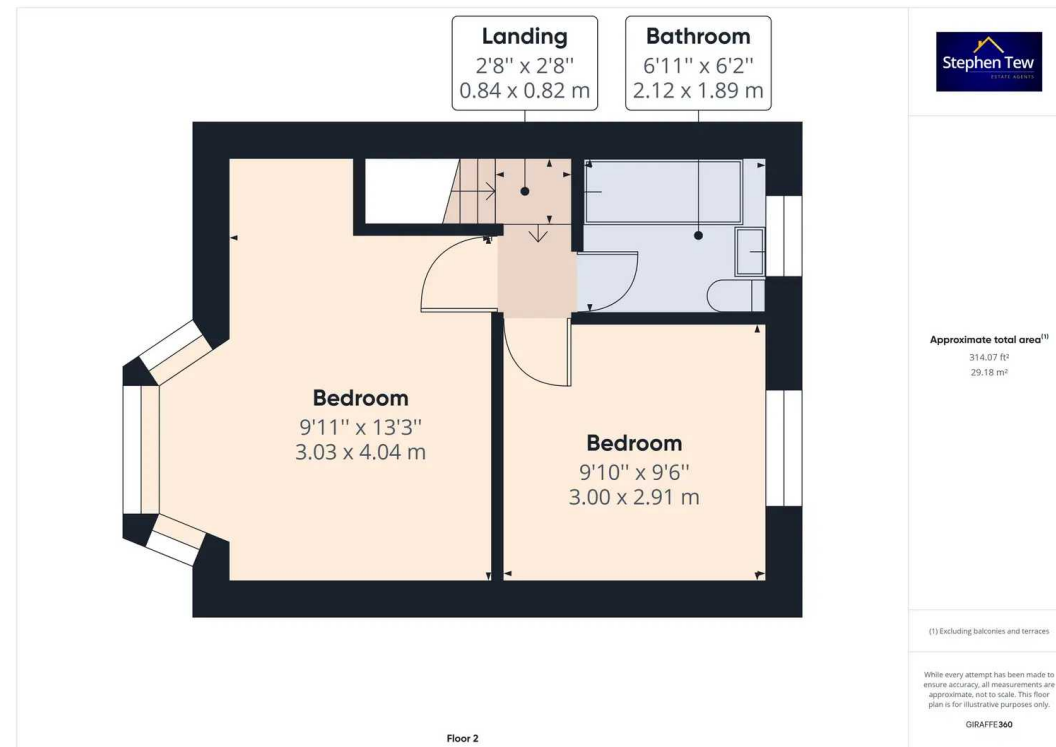 Landing
2'8'' x 2'8''
0.84 x 0.82 m
Bathroom
6'11'' x 6'2''
2.12 x 1.89 m
Bedroom
9'11'' x 13'3''
3.03 x 4.04 m
Bedroom
9'10'' x 9'6''
3.00 x 2.91 m
Floor 2
Stephen Tew
ESTATE AGENTS
Approximate total area(1)
314.07 ft²
29.18 m²
(1) Excluding balconies and terraces
While every attempt has been made to
ensure accuracy, all measurements are
approximate, not to scale. This floor
plan is for illustrative purposes only.
GIRAFFE360